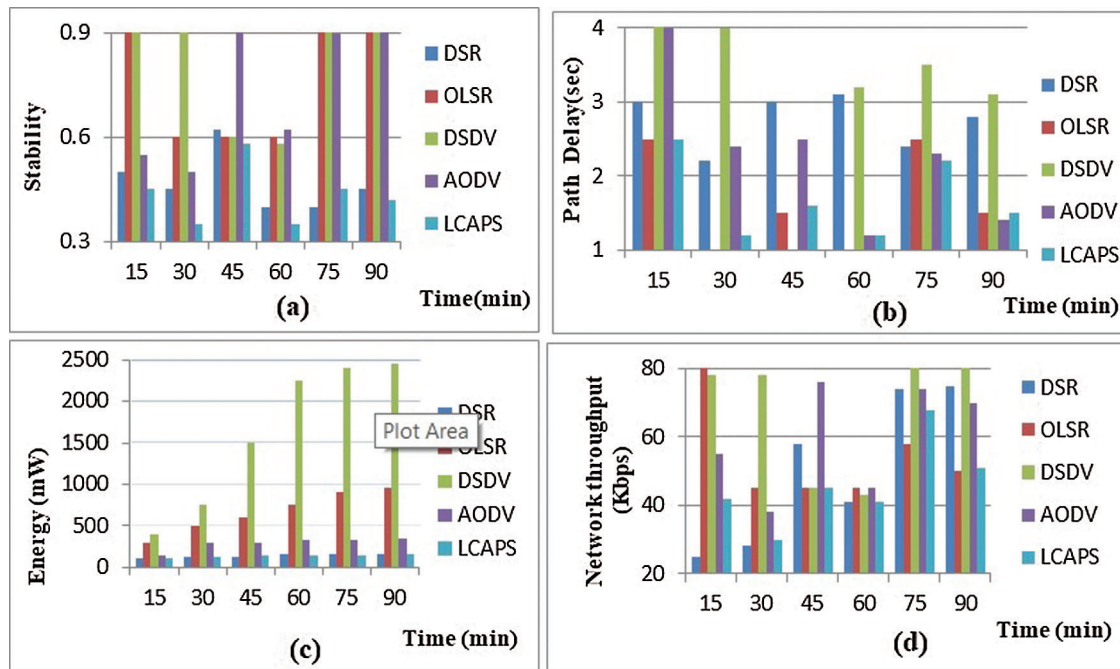 0.9
0.6
0.3
Stability
15 30 45 60 75 90
Time(min)
(a)
DSR
OLSR
DSDV
AODV
LCAPS
4
3
2
1
Path Delay(sec)
15 30 45 60 75 90
Time (min)
(b)
DSR
OLSR
DSDV
AODV
LCAPS
2500
2000
1500
1000
500
0
Energy (mW)
15 30 45 60 75 90
Time (min)
(c)
DSR
Plot Area
OLSR
DSDV
AODV
LCAPS
80
60
40
20
Network throughput
(Kbps)
15 30 45 60 75 90
Time (min)
(d)
DSR
OLSR
DSDV
AODV
LCAPS